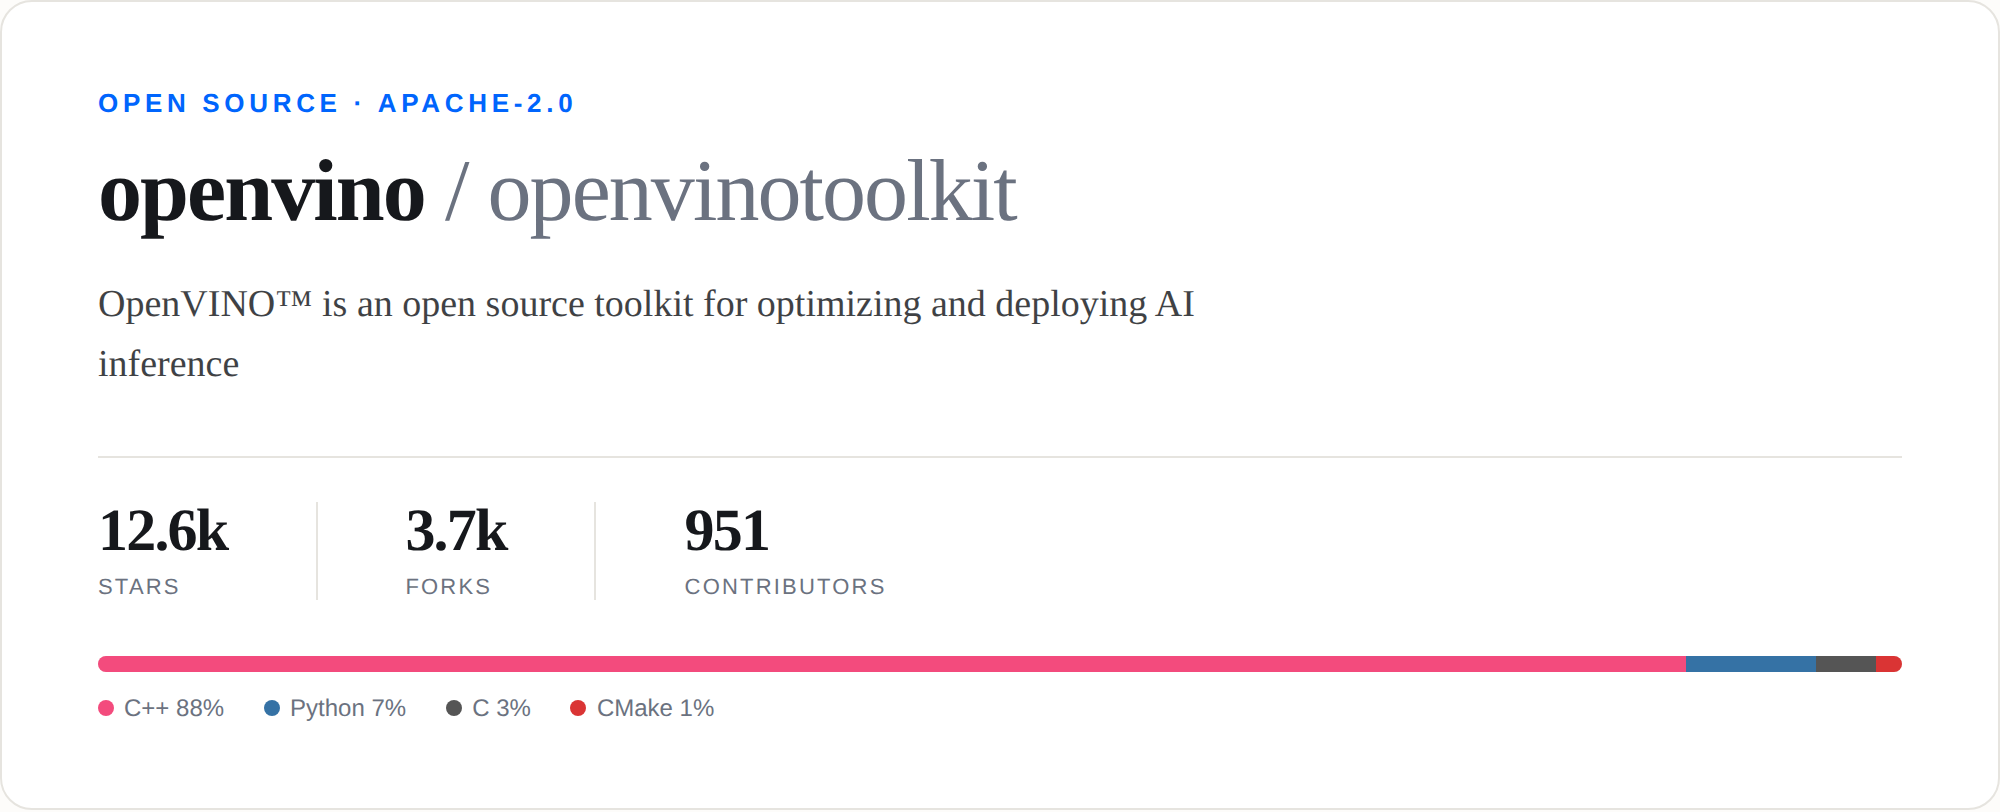 OPEN SOURCE · APACHE-2.0
openvino / openvinotoolkit
OpenVINO™ is an open source toolkit for optimizing and deploying AI
inference
12.6k
STARS
3.7k
FORKS
951
CONTRIBUTORS
C++ 88% Python 7% C 3% CMake 1%